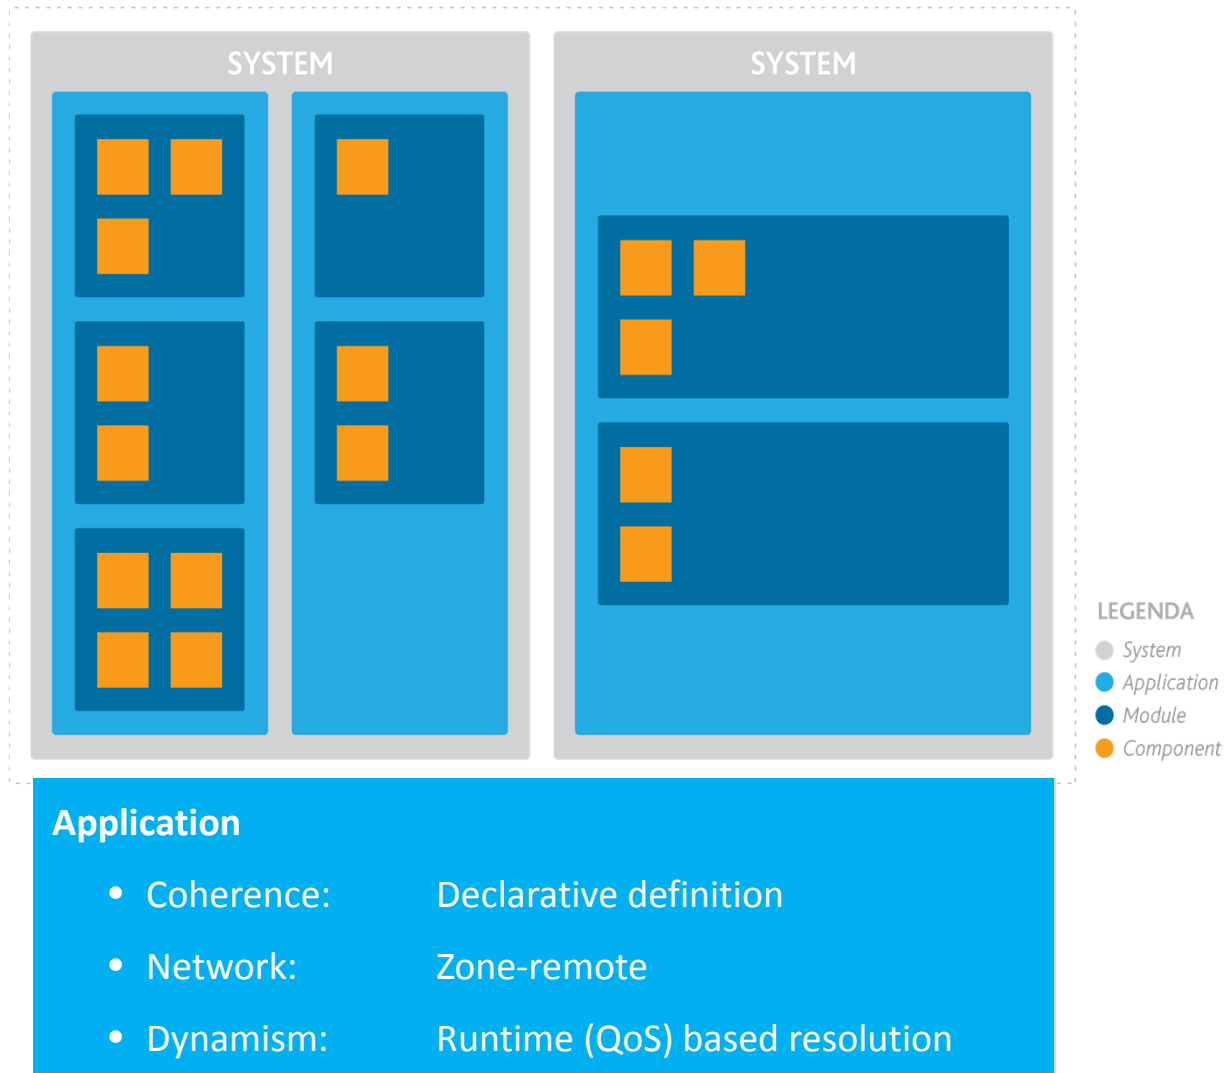 SYSTEM
SYSTEM
LEGENDA
System
Application
Module
Component
Application
• Coherence: Declarative definition
• Network: Zone-remote
• Dynamism: Runtime (QoS) based resolution